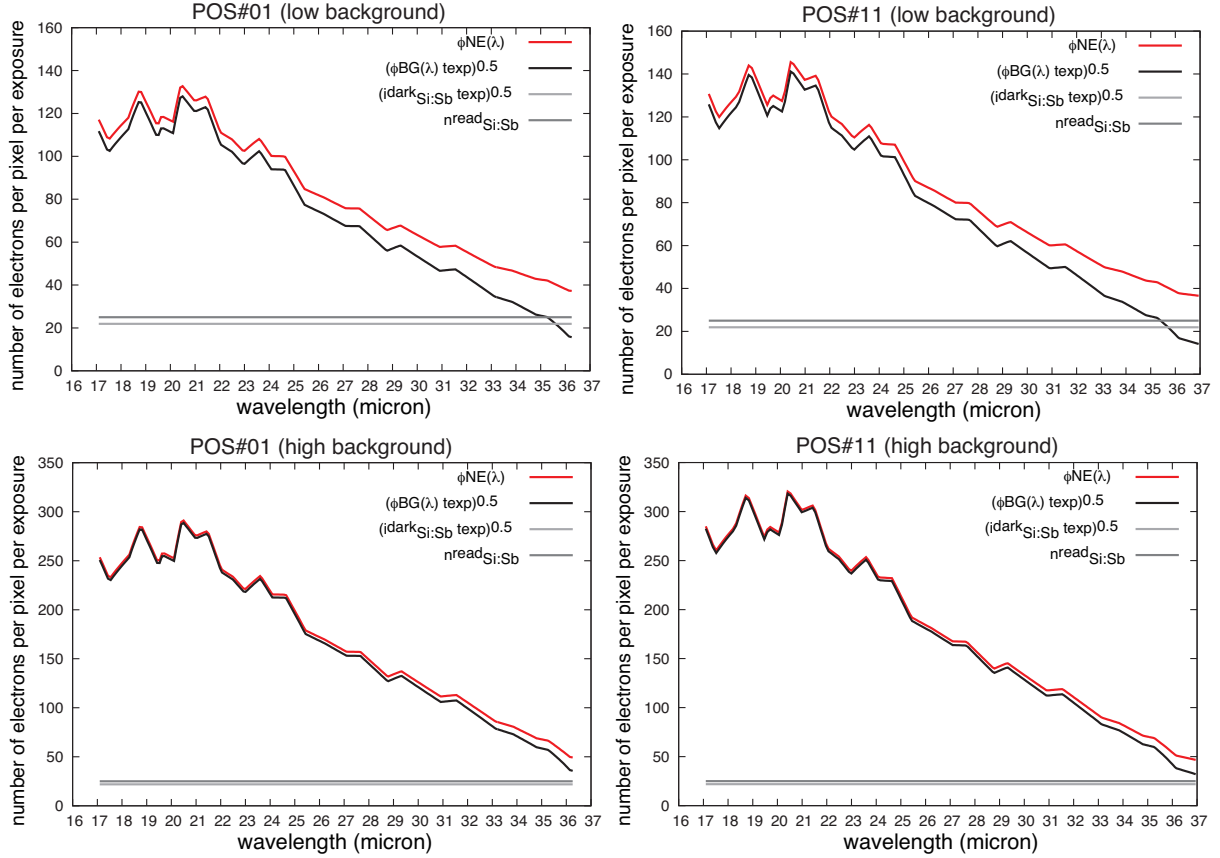 POS#01 (low background)
number of electrons per pixel per exposure
160
140
120
100
80
60
40
20
0
ϕNE(λ)
(ϕBG(λ) texp)0.5
(idarkSi:Sb texp)0.5
nreadSi:Sb
16 17 18 19 20 21 22 23 24 25 26 27 28 29 30 31 32 33 34 35 36 37
wavelength (micron)
POS#11 (low background)
number of electrons per pixel per exposure
160
140
120
100
80
60
40
20
0
ϕNE(λ)
(ϕBG(λ) texp)0.5
(idarkSi:Sb texp)0.5
nreadSi:Sb
16 17 18 19 20 21 22 23 24 25 26 27 28 29 30 31 32 33 34 35 36 37
wavelength (micron)
POS#01 (high background)
number of electrons per pixel per exposure
350
300
250
200
150
100
50
0
ϕNE(λ)
(ϕBG(λ) texp)0.5
(idarkSi:Sb texp)0.5
nreadSi:Sb
16 17 18 19 20 21 22 23 24 25 26 27 28 29 30 31 32 33 34 35 36 37
wavelength (micron)
POS#11 (high background)
number of electrons per pixel per exposure
350
300
250
200
150
100
50
0
ϕNE(λ)
(ϕBG(λ) texp)0.5
(idarkSi:Sb texp)0.5
nreadSi:Sb
16 17 18 19 20 21 22 23 24 25 26 27 28 29 30 31 32 33 34 35 36 37
wavelength (micron)